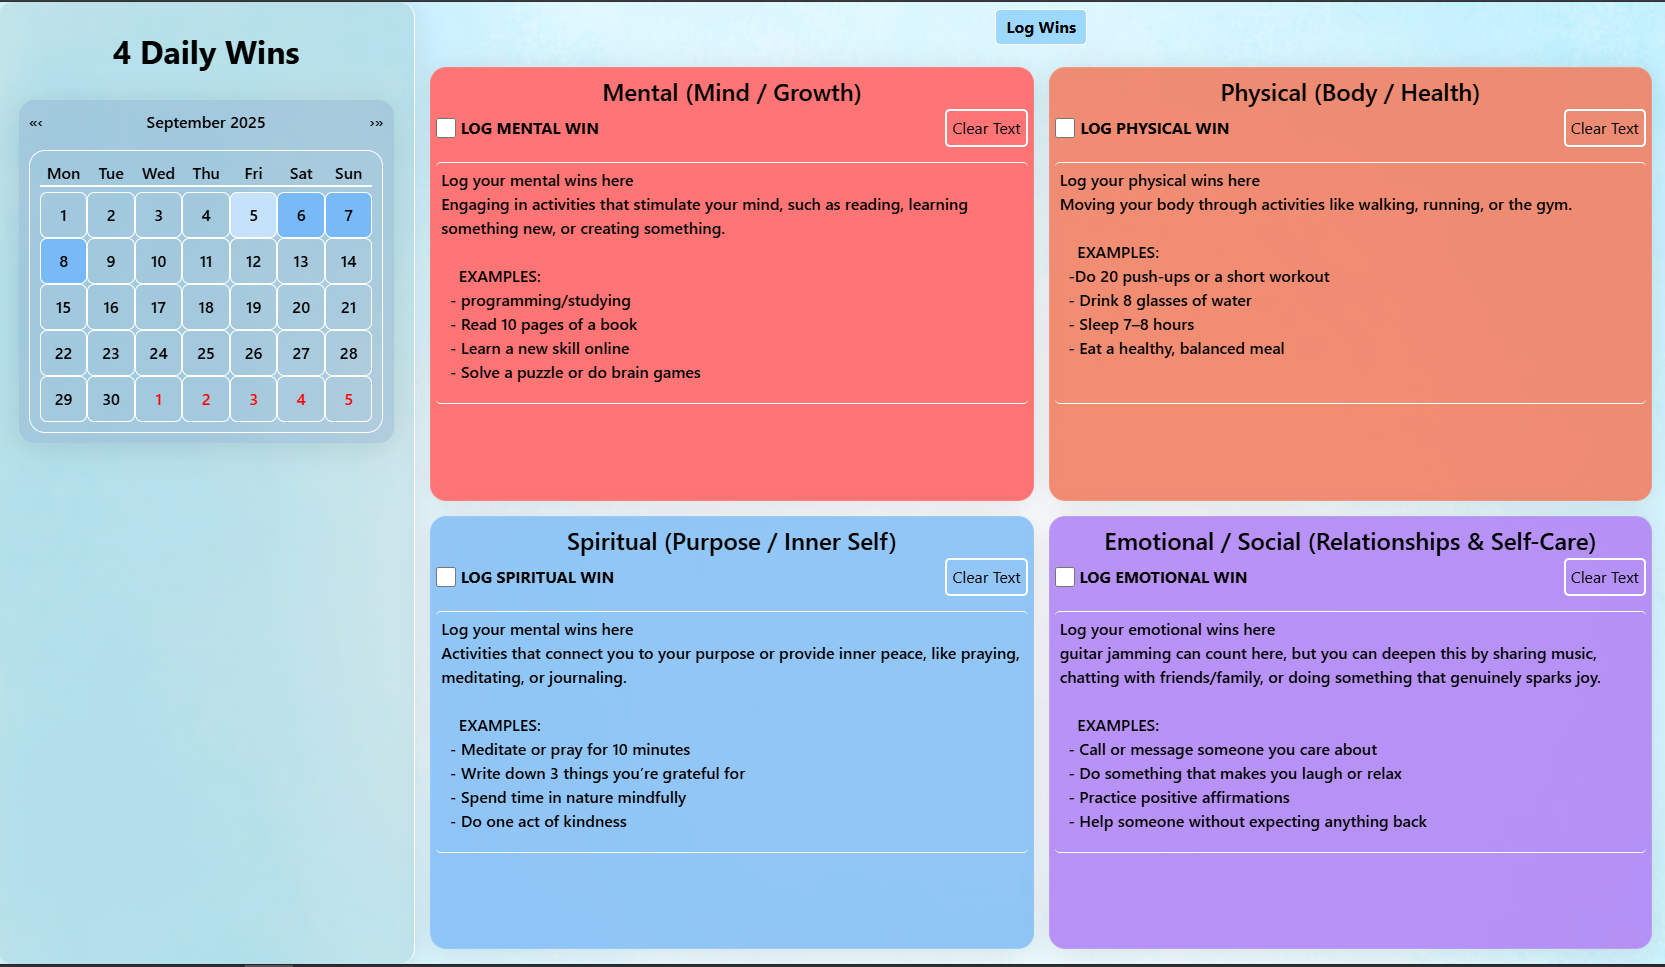 4 Daily Wins
«‹ September 2025 ›»
Mon Tue Wed Thu Fri Sat Sun
1 2 3 4 5 6 7
8 9 10 11 12 13 14
15 16 17 18 19 20 21
22 23 24 25 26 27 28
29 30 1 2 3 4 5
Log Wins
Mental (Mind / Growth)
LOG MENTAL WIN Clear Text
Log your mental wins here
Engaging in activities that stimulate your mind, such as reading, learning
something new, or creating something.
EXAMPLES:
- programming/studying
- Read 10 pages of a book
- Learn a new skill online
- Solve a puzzle or do brain games
Physical (Body / Health)
LOG PHYSICAL WIN Clear Text
Log your physical wins here
Moving your body through activities like walking, running, or the gym.
EXAMPLES:
-Do 20 push-ups or a short workout
- Drink 8 glasses of water
- Sleep 7–8 hours
- Eat a healthy, balanced meal
Spiritual (Purpose / Inner Self)
LOG SPIRITUAL WIN Clear Text
Log your mental wins here
Activities that connect you to your purpose or provide inner peace, like praying,
meditating, or journaling.
EXAMPLES:
- Meditate or pray for 10 minutes
- Write down 3 things you’re grateful for
- Spend time in nature mindfully
- Do one act of kindness
Emotional / Social (Relationships & Self-Care)
LOG EMOTIONAL WIN Clear Text
Log your emotional wins here
guitar jamming can count here, but you can deepen this by sharing music,
chatting with friends/family, or doing something that genuinely sparks joy.
EXAMPLES:
- Call or message someone you care about
- Do something that makes you laugh or relax
- Practice positive affirmations
- Help someone without expecting anything back